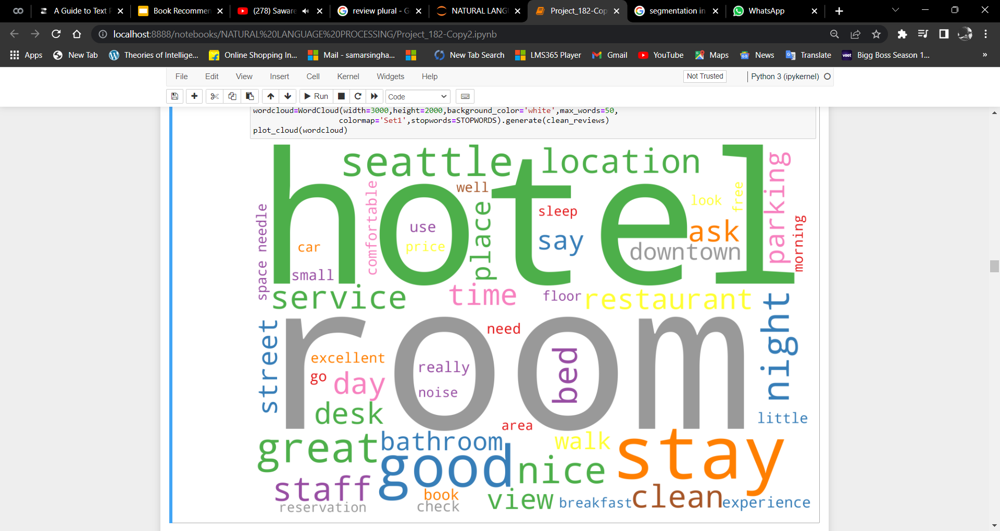 A Guide to Text P
Book Recommen
(278) Saware
review plural - G
NATURAL LANGU
Project_182-Cop
segmentation in
WhatsApp
localhost:8888/notebooks/NATURAL%20LANGUAGE%20PROCESSING/Project_182-Copy2.ipynb
Apps
New Tab
Theories of Intellige...
Online Shopping In...
Mail - samarsingha...
New Tab Search
LMS365 Player
Gmail
YouTube
Maps
News
Translate
voot
Bigg Boss Season 1...
»
File Edit View Insert Cell Kernel Widgets Help
Not Trusted
Python 3 (ipykernel)
Run
Code
wordcloud=WordCloud(width=3000,height=2000,background_color='white',max_words=50,
colormap='Set1',stopwords=STOPWORDS).generate(clean_reviews)
plot_cloud(wordcloud)
seattle
location
hotel
parking
well
comfortable
place
look
free
sleep
space needle
use
say
ask
morning
car
price
downtown
small
service
time
floor
restaurant
night
street
room
need
excellent
really
bed
go
day
noise
desk
area
little
great
bathroom
walk
stay
good
nice
staff
book
view
clean
reservation
check
breakfast
experience